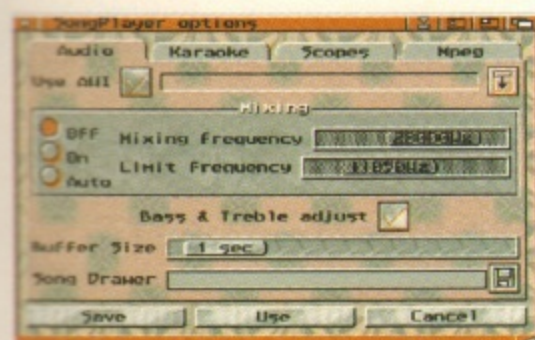 SongPlayer options
Audio Karaoke Scopes Mpeg
Use AHI
Mixing
OFF
On
Auto
Mixing frequency 28000Hz
Limit frequency
Bass & Treble adjust
Buffer Size 1 sec
Song Drawer
Save Use Cancel